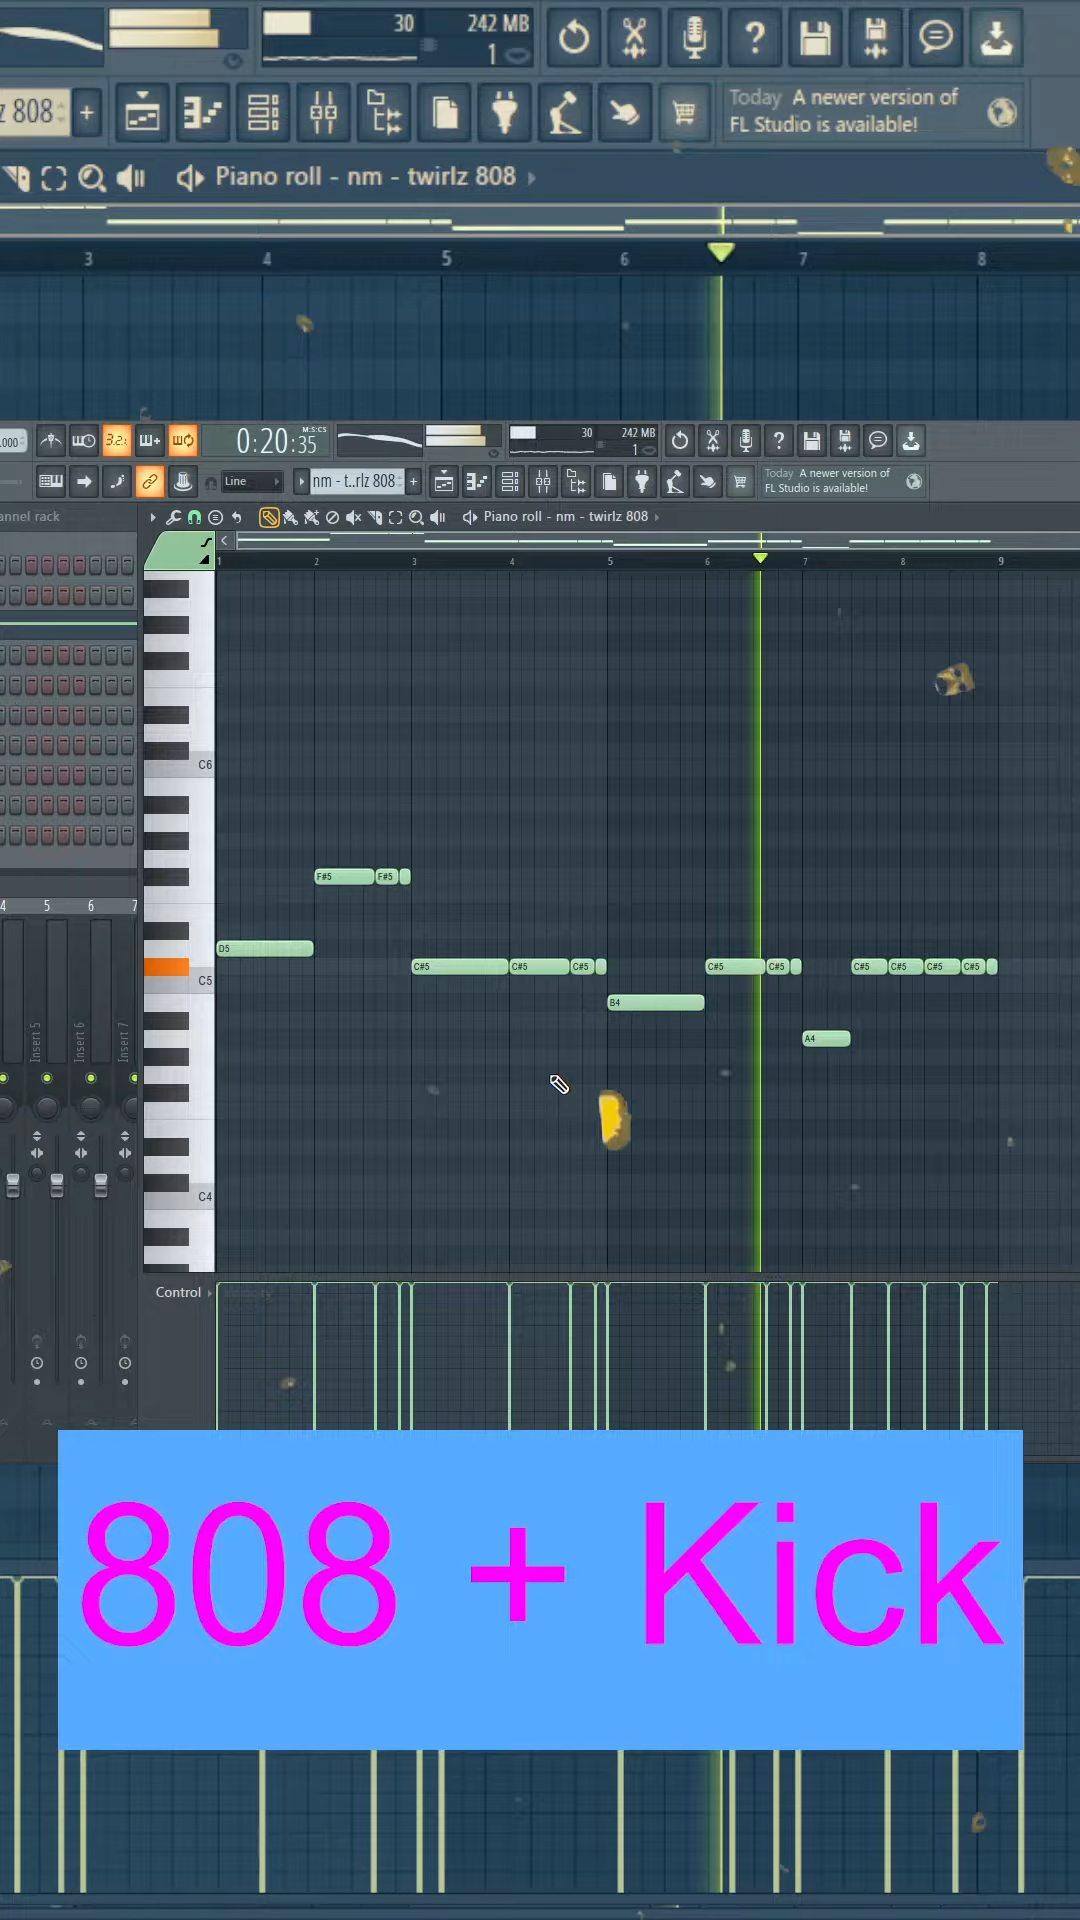 30
242 MB
1
z 808
+
Today A newer version of
FL Studio is available!
Piano roll - nm - twirlz 808
3 4 5 6 7 8
.000
3.2.
0:20:35
M:S:CS
30
242 MB
1
Line
nm - t..rlz 808
+
Today A newer version of
FL Studio is available!
annel rack
Piano roll - nm - twirlz 808
1 2 3 4 5 6 7 8 9
C6
F#5 F#5
4 5 6 7
D5
C#5 C#5 C#5 C#5 C#5 C#5 C#5 C#5 C#5
C5
B4
Insert 5
Insert 6
Insert 7
A4
C4
Control
808 + Kick